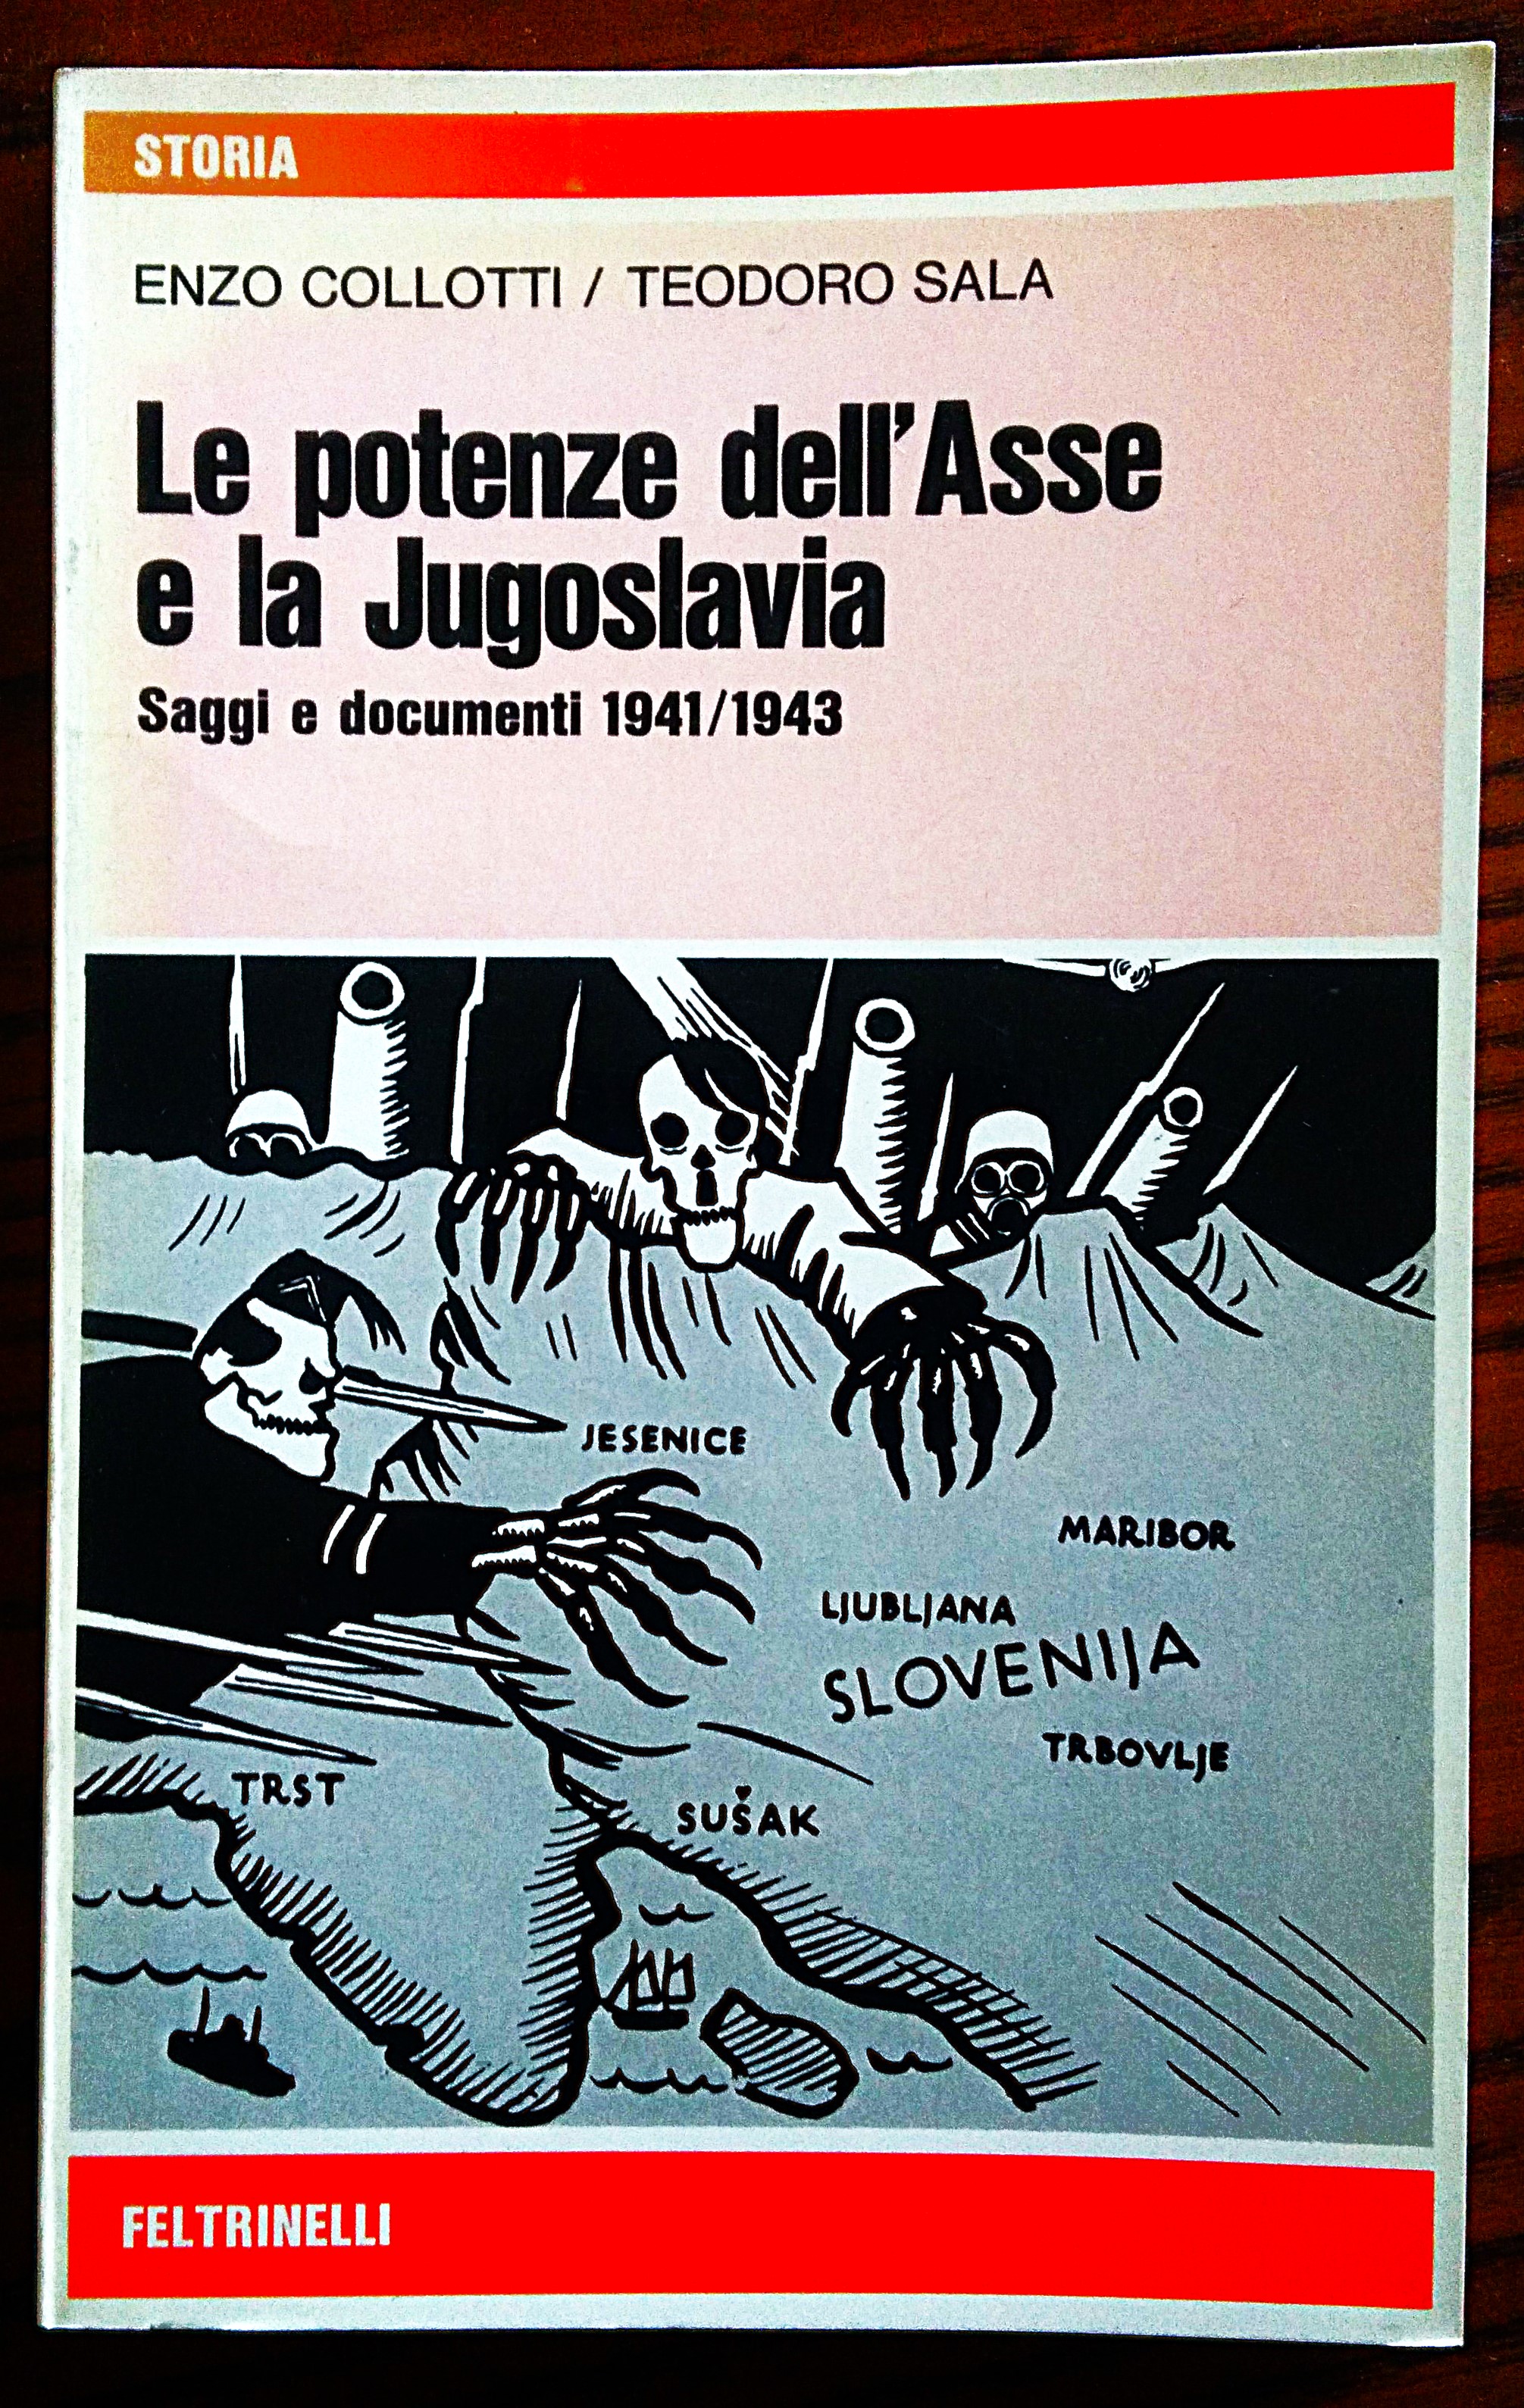 STORIA
ENZO COLLOTTI / TEODORO SALA
Le potenze dell'Asse
e la Jugoslavia
Saggi e documenti 1941/1943
JESENICE
MARIBOR
LJUBLJANA
SLOVENIJA
TRBOVLJE
TRST
SUŠAK
FELTRINELLI